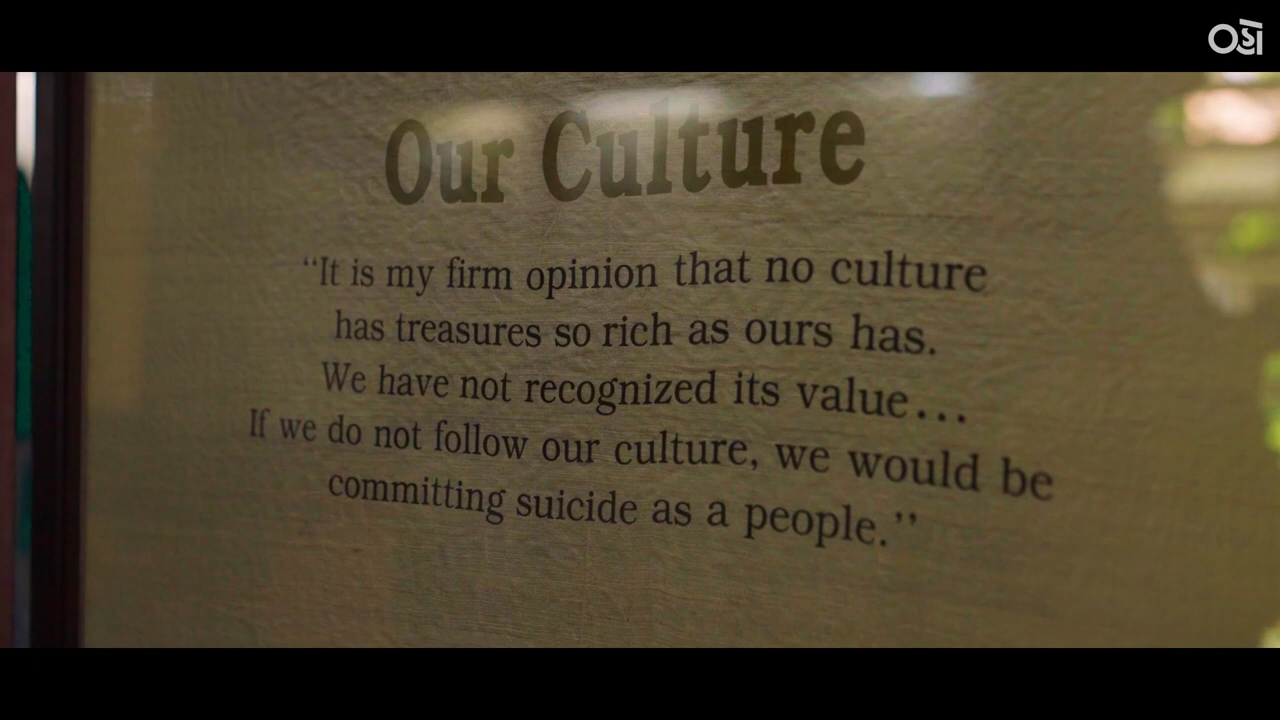 Our Culture
“It is my firm opinion that no culture
has treasures so rich as ours has.
We have not recognized its value...
If we do not follow our culture, we would be
committing suicide as a people.”